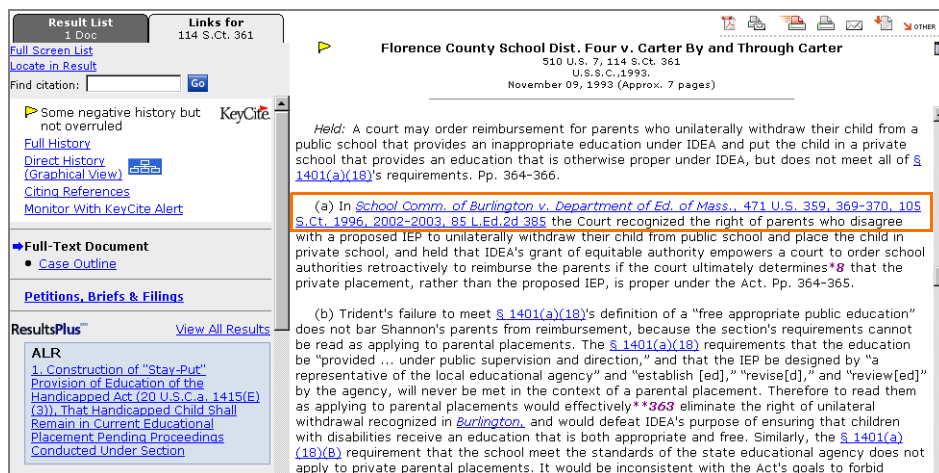 Result List
1 Doc
Links for
114 S.Ct. 361
Full Screen List
Locate in Result
Find citation:
Go
Some negative history but
not overruled
KeyCite
Full History
Direct History
(Graphical View)
Citing References
Monitor With KeyCite Alert
Full-Text Document
Case Outline
Petitions, Briefs & Filings
ResultsPlus
View All Results
ALR
1. Construction of "Stay-Put"
Provision of Education of the
Handicapped Act (20 U.S.C.a. 1415(E)
(3)), That Handicapped Child Shall
Remain in Current Educational
Placement Pending Proceedings
Conducted Under Section
OTHER
Florence County School Dist. Four v. Carter By and Through Carter
510 U.S. 7, 114 S.Ct. 361
U.S.S.C.,1993.
November 09, 1993 (Approx. 7 pages)
Held: A court may order reimbursement for parents who unilaterally withdraw their child from a
public school that provides an inappropriate education under IDEA and put the child in a private
school that provides an education that is otherwise proper under IDEA, but does not meet all of §
1401(a)(18)'s requirements. Pp. 364-366.
(a) In School Comm. of Burlington v. Department of Ed. of Mass., 471 U.S. 359, 369-370, 105
S.Ct. 1996, 2002-2003, 85 L.Ed.2d 385 the Court recognized the right of parents who disagree
with a proposed IEP to unilaterally withdraw their child from public school and place the child in
private school, and held that IDEA's grant of equitable authority empowers a court to order school
authorities retroactively to reimburse the parents if the court ultimately determines*8 that the
private placement, rather than the proposed IEP, is proper under the Act. Pp. 364-365.
(b) Trident's failure to meet § 1401(a)(18)'s definition of a "free appropriate public education"
does not bar Shannon's parents from reimbursement, because the section's requirements cannot
be read as applying to parental placements. The § 1401(a)(18) requirements that the education
be "provided ... under public supervision and direction," and that the IEP be designed by "a
representative of the local educational agency" and "establish [ed]," "revise[d]," and "review[ed]"
by the agency, will never be met in the context of a parental placement. Therefore to read them
as applying to parental placements would effectively**363 eliminate the right of unilateral
withdrawal recognized in Burlington, and would defeat IDEA's purpose of ensuring that children
with disabilities receive an education that is both appropriate and free. Similarly, the § 1401(a)
(18)(B) requirement that the school meet the standards of the state educational agency does not
apply to private parental placements. It would be inconsistent with the Act's goals to forbid